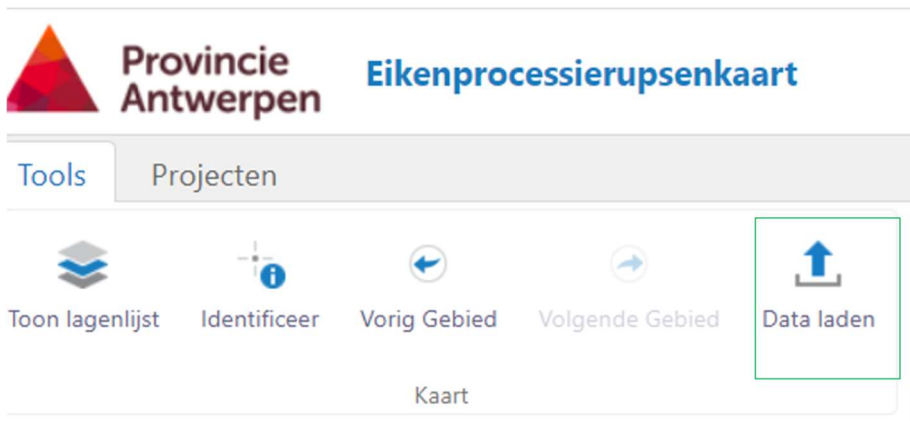 Provincie
Antwerpen
Eikenprocessierupsenkaart
Tools
Projecten
Toon lagenlijst
Identificeer
Vorig Gebied
Volgende Gebied
Data laden
Kaart